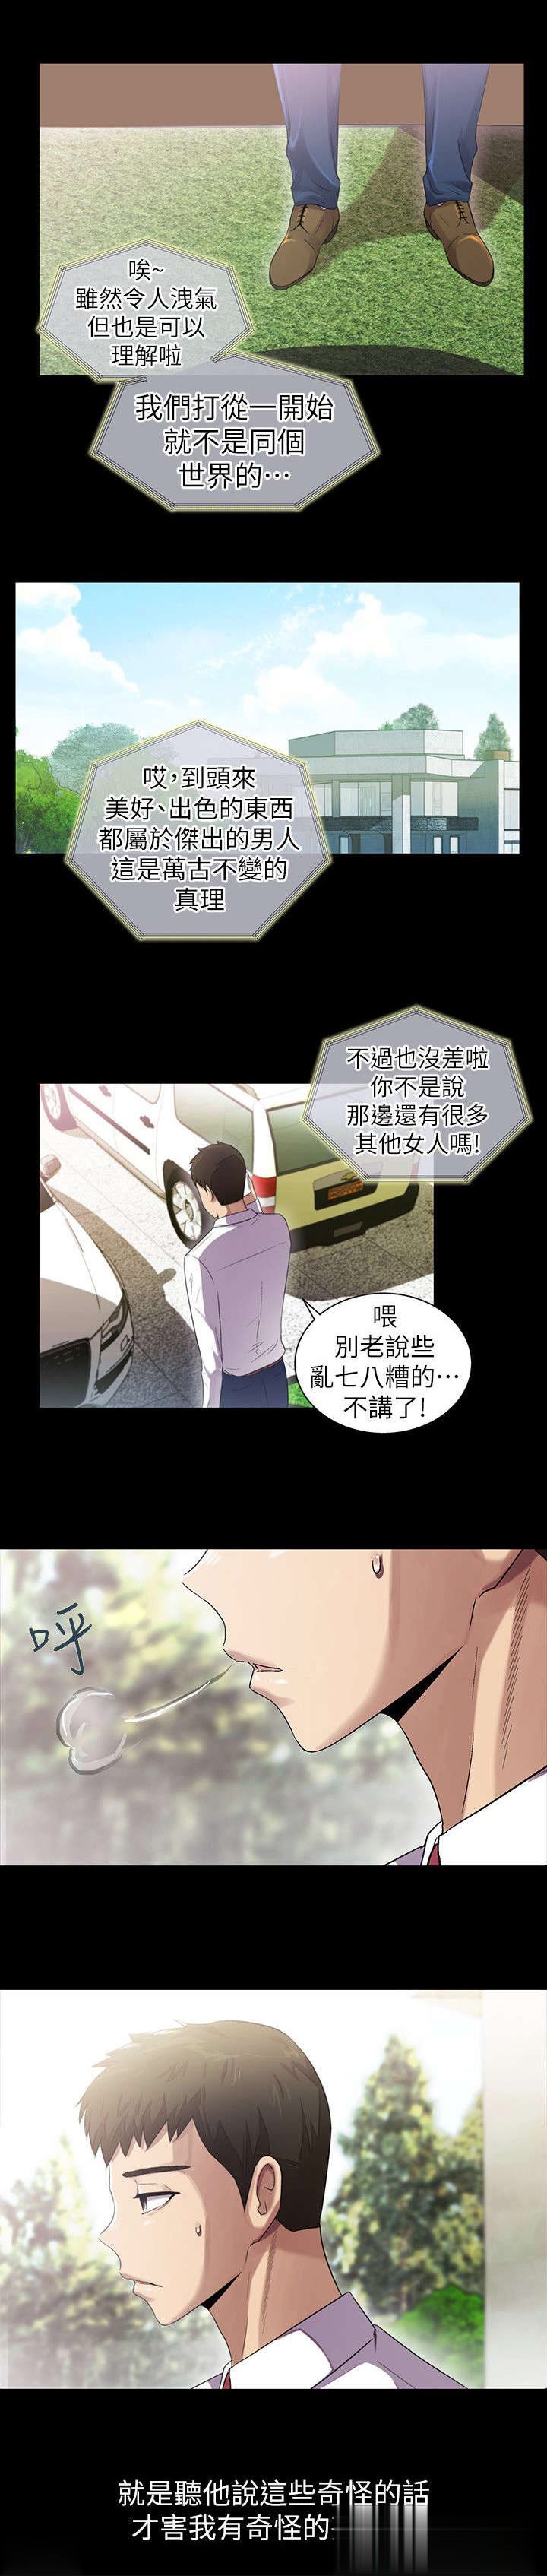 唉~
雖然令人洩氣
但也是可以
理解啦
我們打從一開始
就不是同個
世界的…
哎，到頭來
美好、出色的東西
都屬於傑出的男人
這是萬古不變的
真理
不過也沒差啦
你不是說
那邊還有很多
其他女人嗎!
喂
別老說些
亂七八糟的…
不講了!
呼
就是聽他說這些奇怪的話
才害我有奇怪的